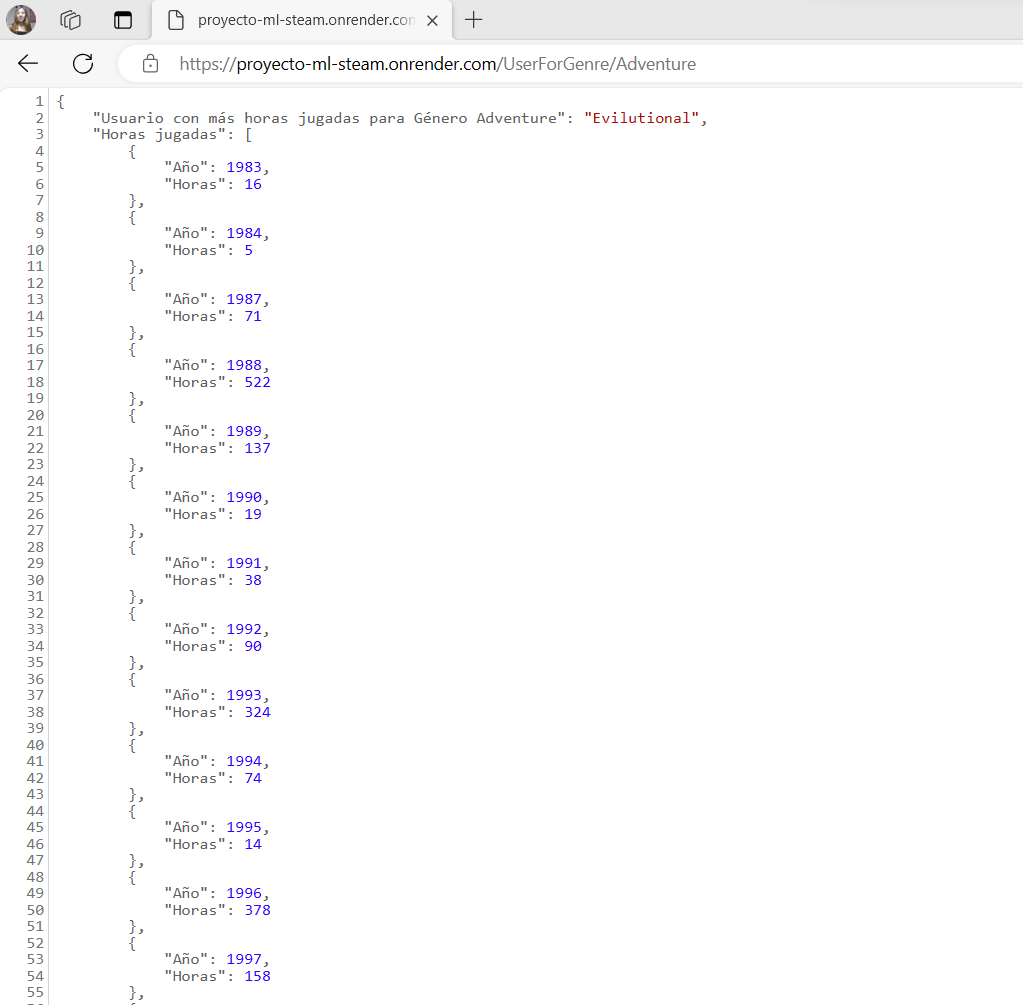 proyecto-ml-steam.onrender.con
https://proyecto-ml-steam.onrender.com/UserForGenre/Adventure
1 {
2 "Usuario con más horas jugadas para Género Adventure": "Evilutional",
3 "Horas jugadas": [
4 {
5 "Año": 1983,
6 "Horas": 16
7 },
8 {
9 "Año": 1984,
10 "Horas": 5
11 },
12 {
13 "Año": 1987,
14 "Horas": 71
15 },
16 {
17 "Año": 1988,
18 "Horas": 522
19 },
20 {
21 "Año": 1989,
22 "Horas": 137
23 },
24 {
25 "Año": 1990,
26 "Horas": 19
27 },
28 {
29 "Año": 1991,
30 "Horas": 38
31 },
32 {
33 "Año": 1992,
34 "Horas": 90
35 },
36 {
37 "Año": 1993,
38 "Horas": 324
39 },
40 {
41 "Año": 1994,
42 "Horas": 74
43 },
44 {
45 "Año": 1995,
46 "Horas": 14
47 },
48 {
49 "Año": 1996,
50 "Horas": 378
51 },
52 {
53 "Año": 1997,
54 "Horas": 158
55 },